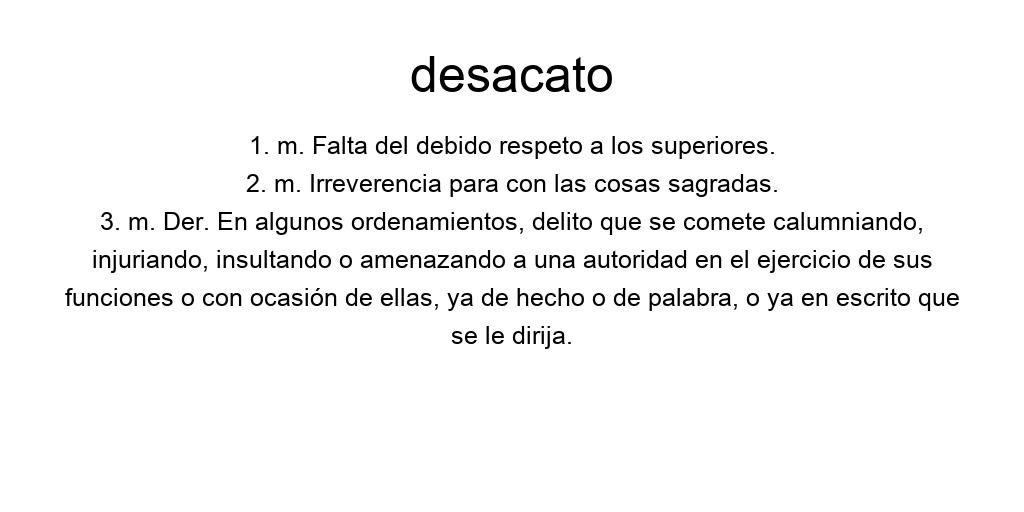 desacato
1. m. Falta del debido respeto a los superiores.
2. m. Irreverencia para con las cosas sagradas.
3. m. Der. En algunos ordenamientos, delito que se comete calumniando,
injuriando, insultando o amenazando a una autoridad en el ejercicio de sus
funciones o con ocasión de ellas, ya de hecho o de palabra, o ya en escrito que
se le dirija.